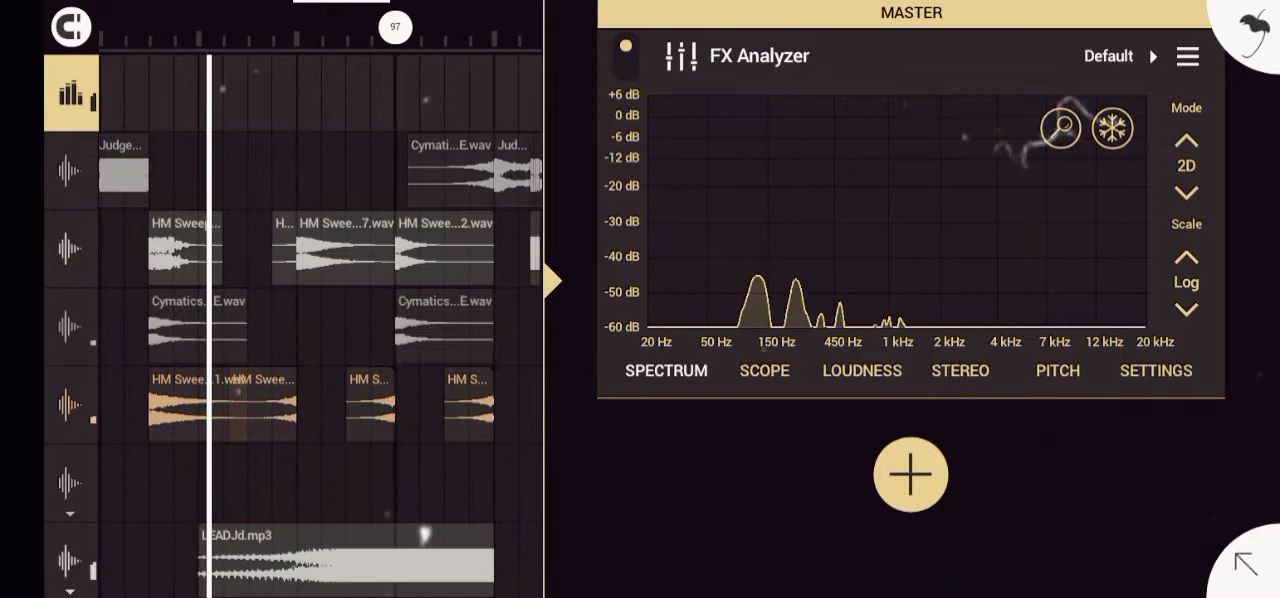 97
Judge...
Cymati...E.wav
Jud...
HM Sweep...
H...
HM Swee...7.wav
HM Swee...2.wav
Cymatics...E.wav
Cymatics...E.wav
HM Swee...1.wav
HM Swee...
HM S...
HM S...
LEADJd.mp3
MASTER
FX Analyzer
Default
+6 dB
0 dB
-6 dB
-12 dB
-20 dB
-30 dB
-40 dB
-50 dB
-60 dB
20 Hz 50 Hz 150 Hz 450 Hz 1 kHz 2 kHz 4 kHz 7 kHz 12 kHz 20 kHz
Mode
2D
Scale
Log
SPECTRUM SCOPE LOUDNESS STEREO PITCH SETTINGS